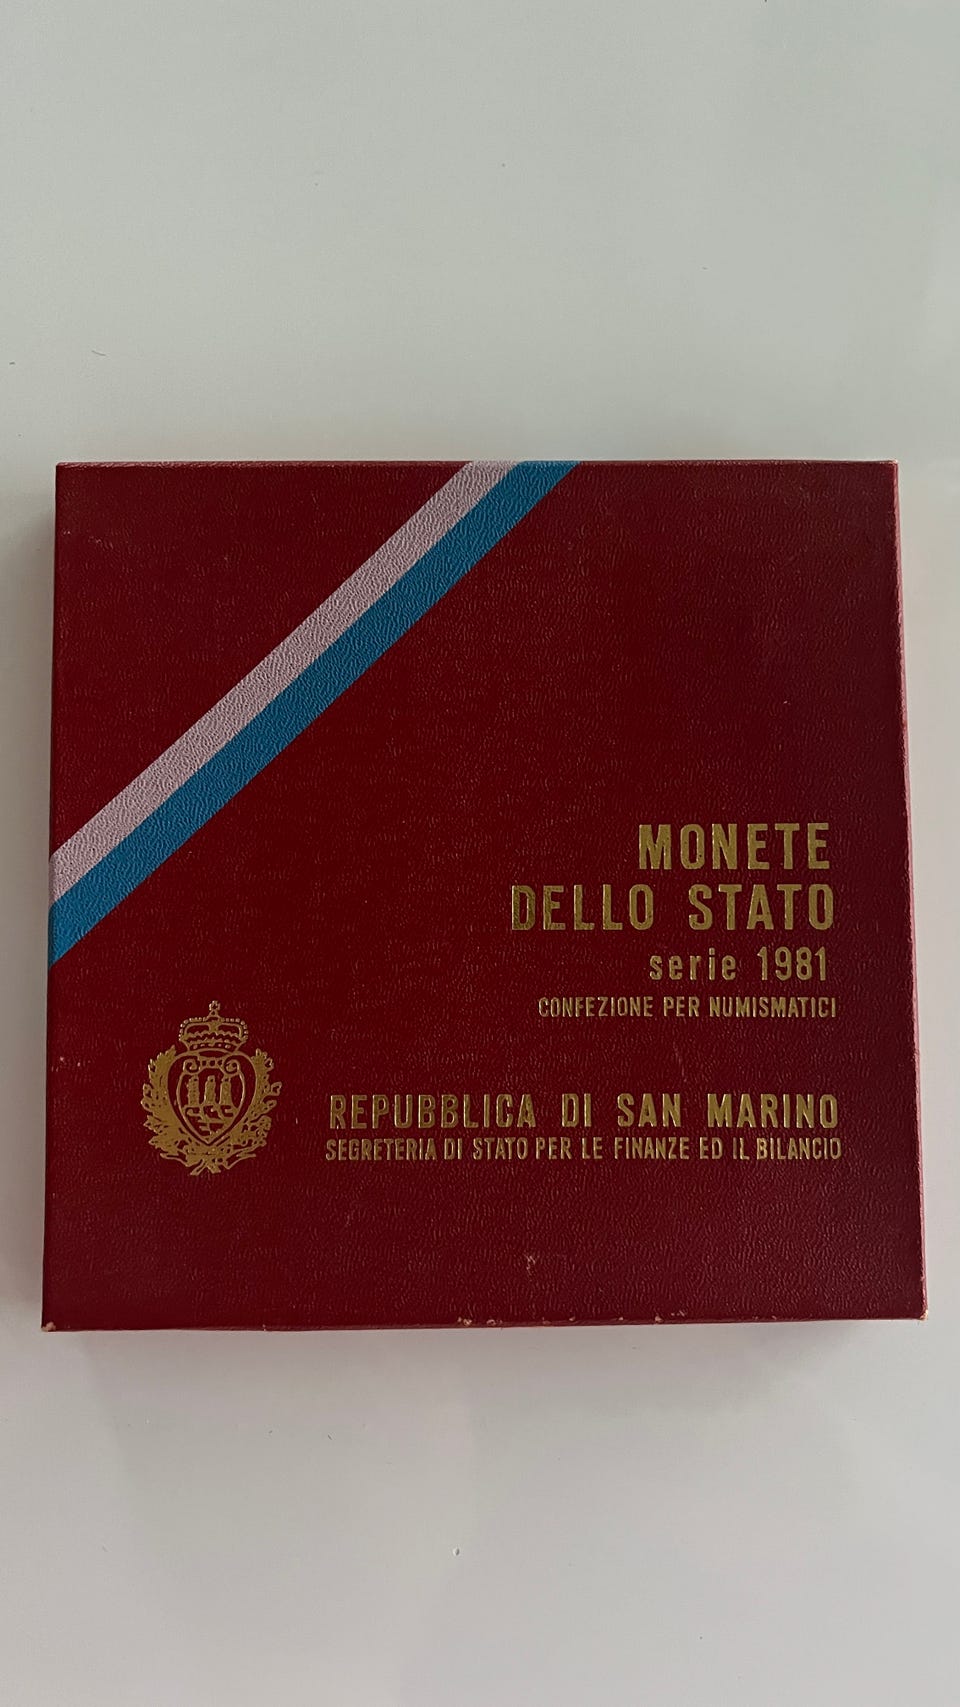 MONETE
DELLO STATO
serie 1981
CONFEZIONE PER NUMISMATICI
REPUBBLICA DI SAN MARINO
SEGRETERIA DI STATO PER LE FINANZE ED IL BILANCIO